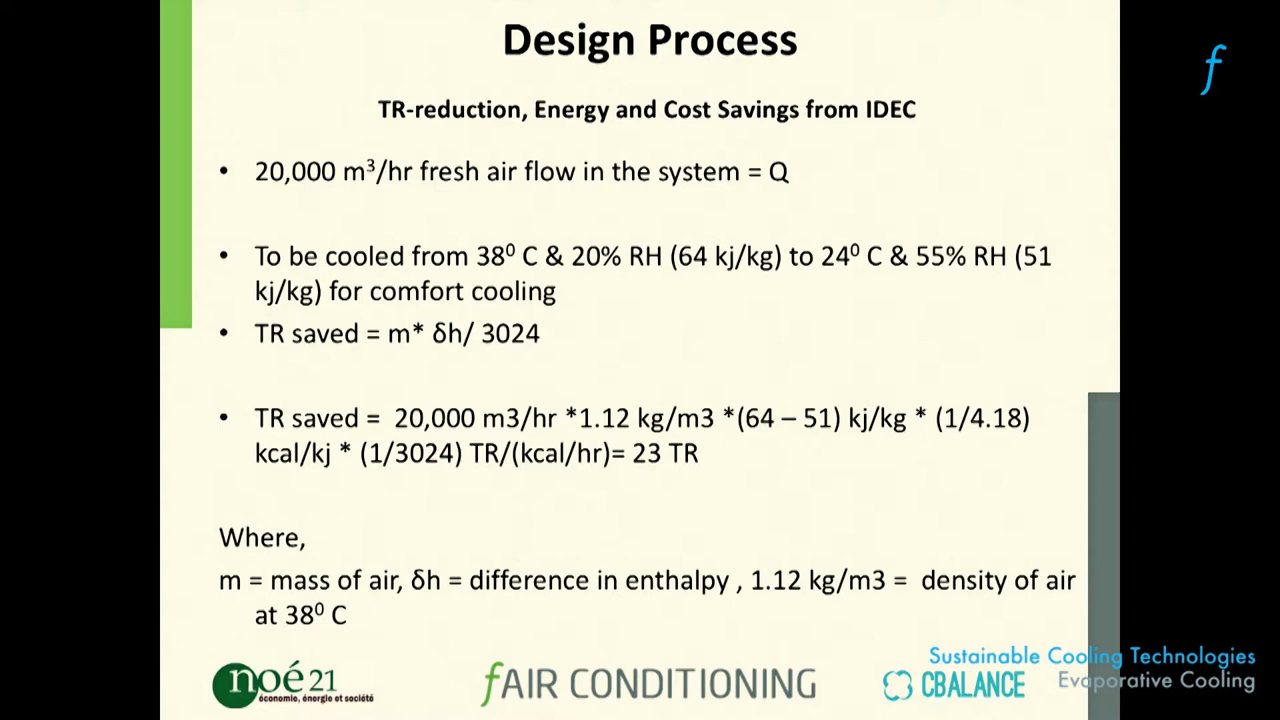 Design Process
f
TR-reduction, Energy and Cost Savings from IDEC
• 20,000 m³/hr fresh air flow in the system = Q
• To be cooled from 38⁰ C & 20% RH (64 kj/kg) to 24⁰ C & 55% RH (51
kj/kg) for comfort cooling
• TR saved = m* δh/ 3024
• TR saved = 20,000 m3/hr *1.12 kg/m3 *(64 – 51) kj/kg * (1/4.18)
kcal/kj * (1/3024) TR/(kcal/hr)= 23 TR
Where,
m = mass of air, δh = difference in enthalpy , 1.12 kg/m3 = density of air
at 38⁰ C
noé 21
économie, énergie et société
fAIR CONDITIONING
Sustainable Cooling Technologies
CBALANCE Evaporative Cooling